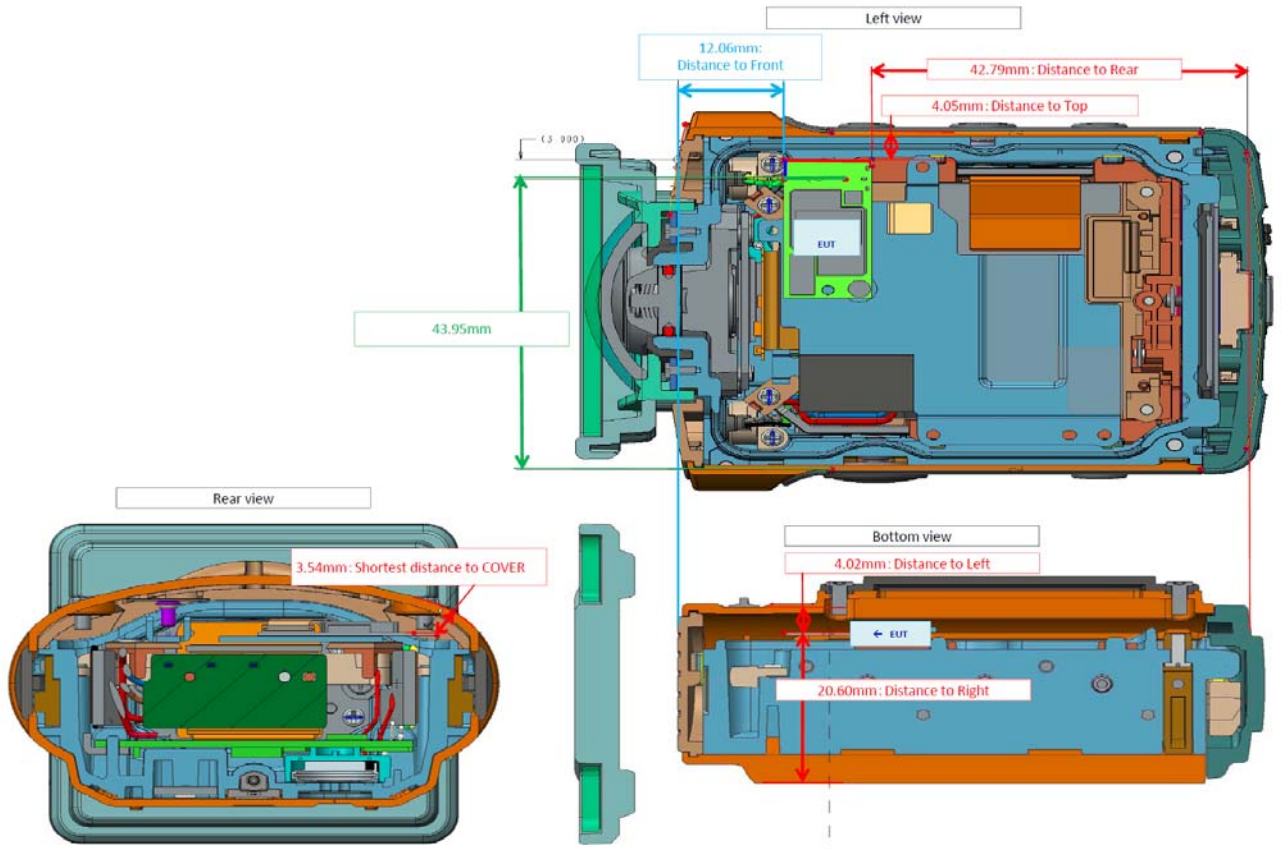 Left view
12.06mm:
Distance to Front
42.79mm: Distance to Rear
4.05mm: Distance to Top
(3.000)
EUT
43.95mm
Rear view
3.54mm: Shortest distance to COVER
Bottom view
4.02mm: Distance to Left
← EUT
20.60mm: Distance to Right